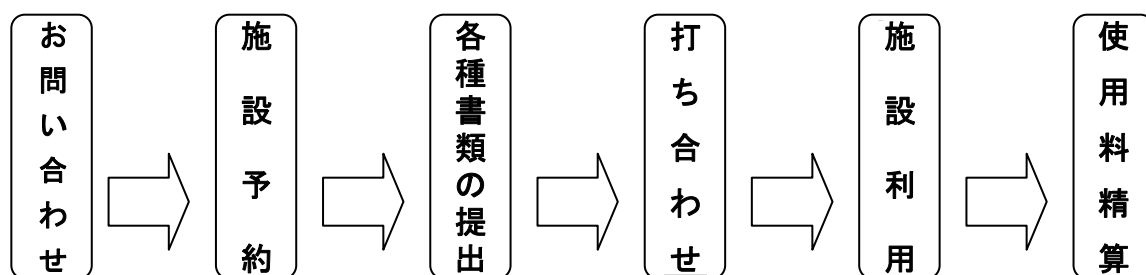 お問い合わせ
施設予約
各種書類の提出
打ち合わせ
施設利用
使用料精算